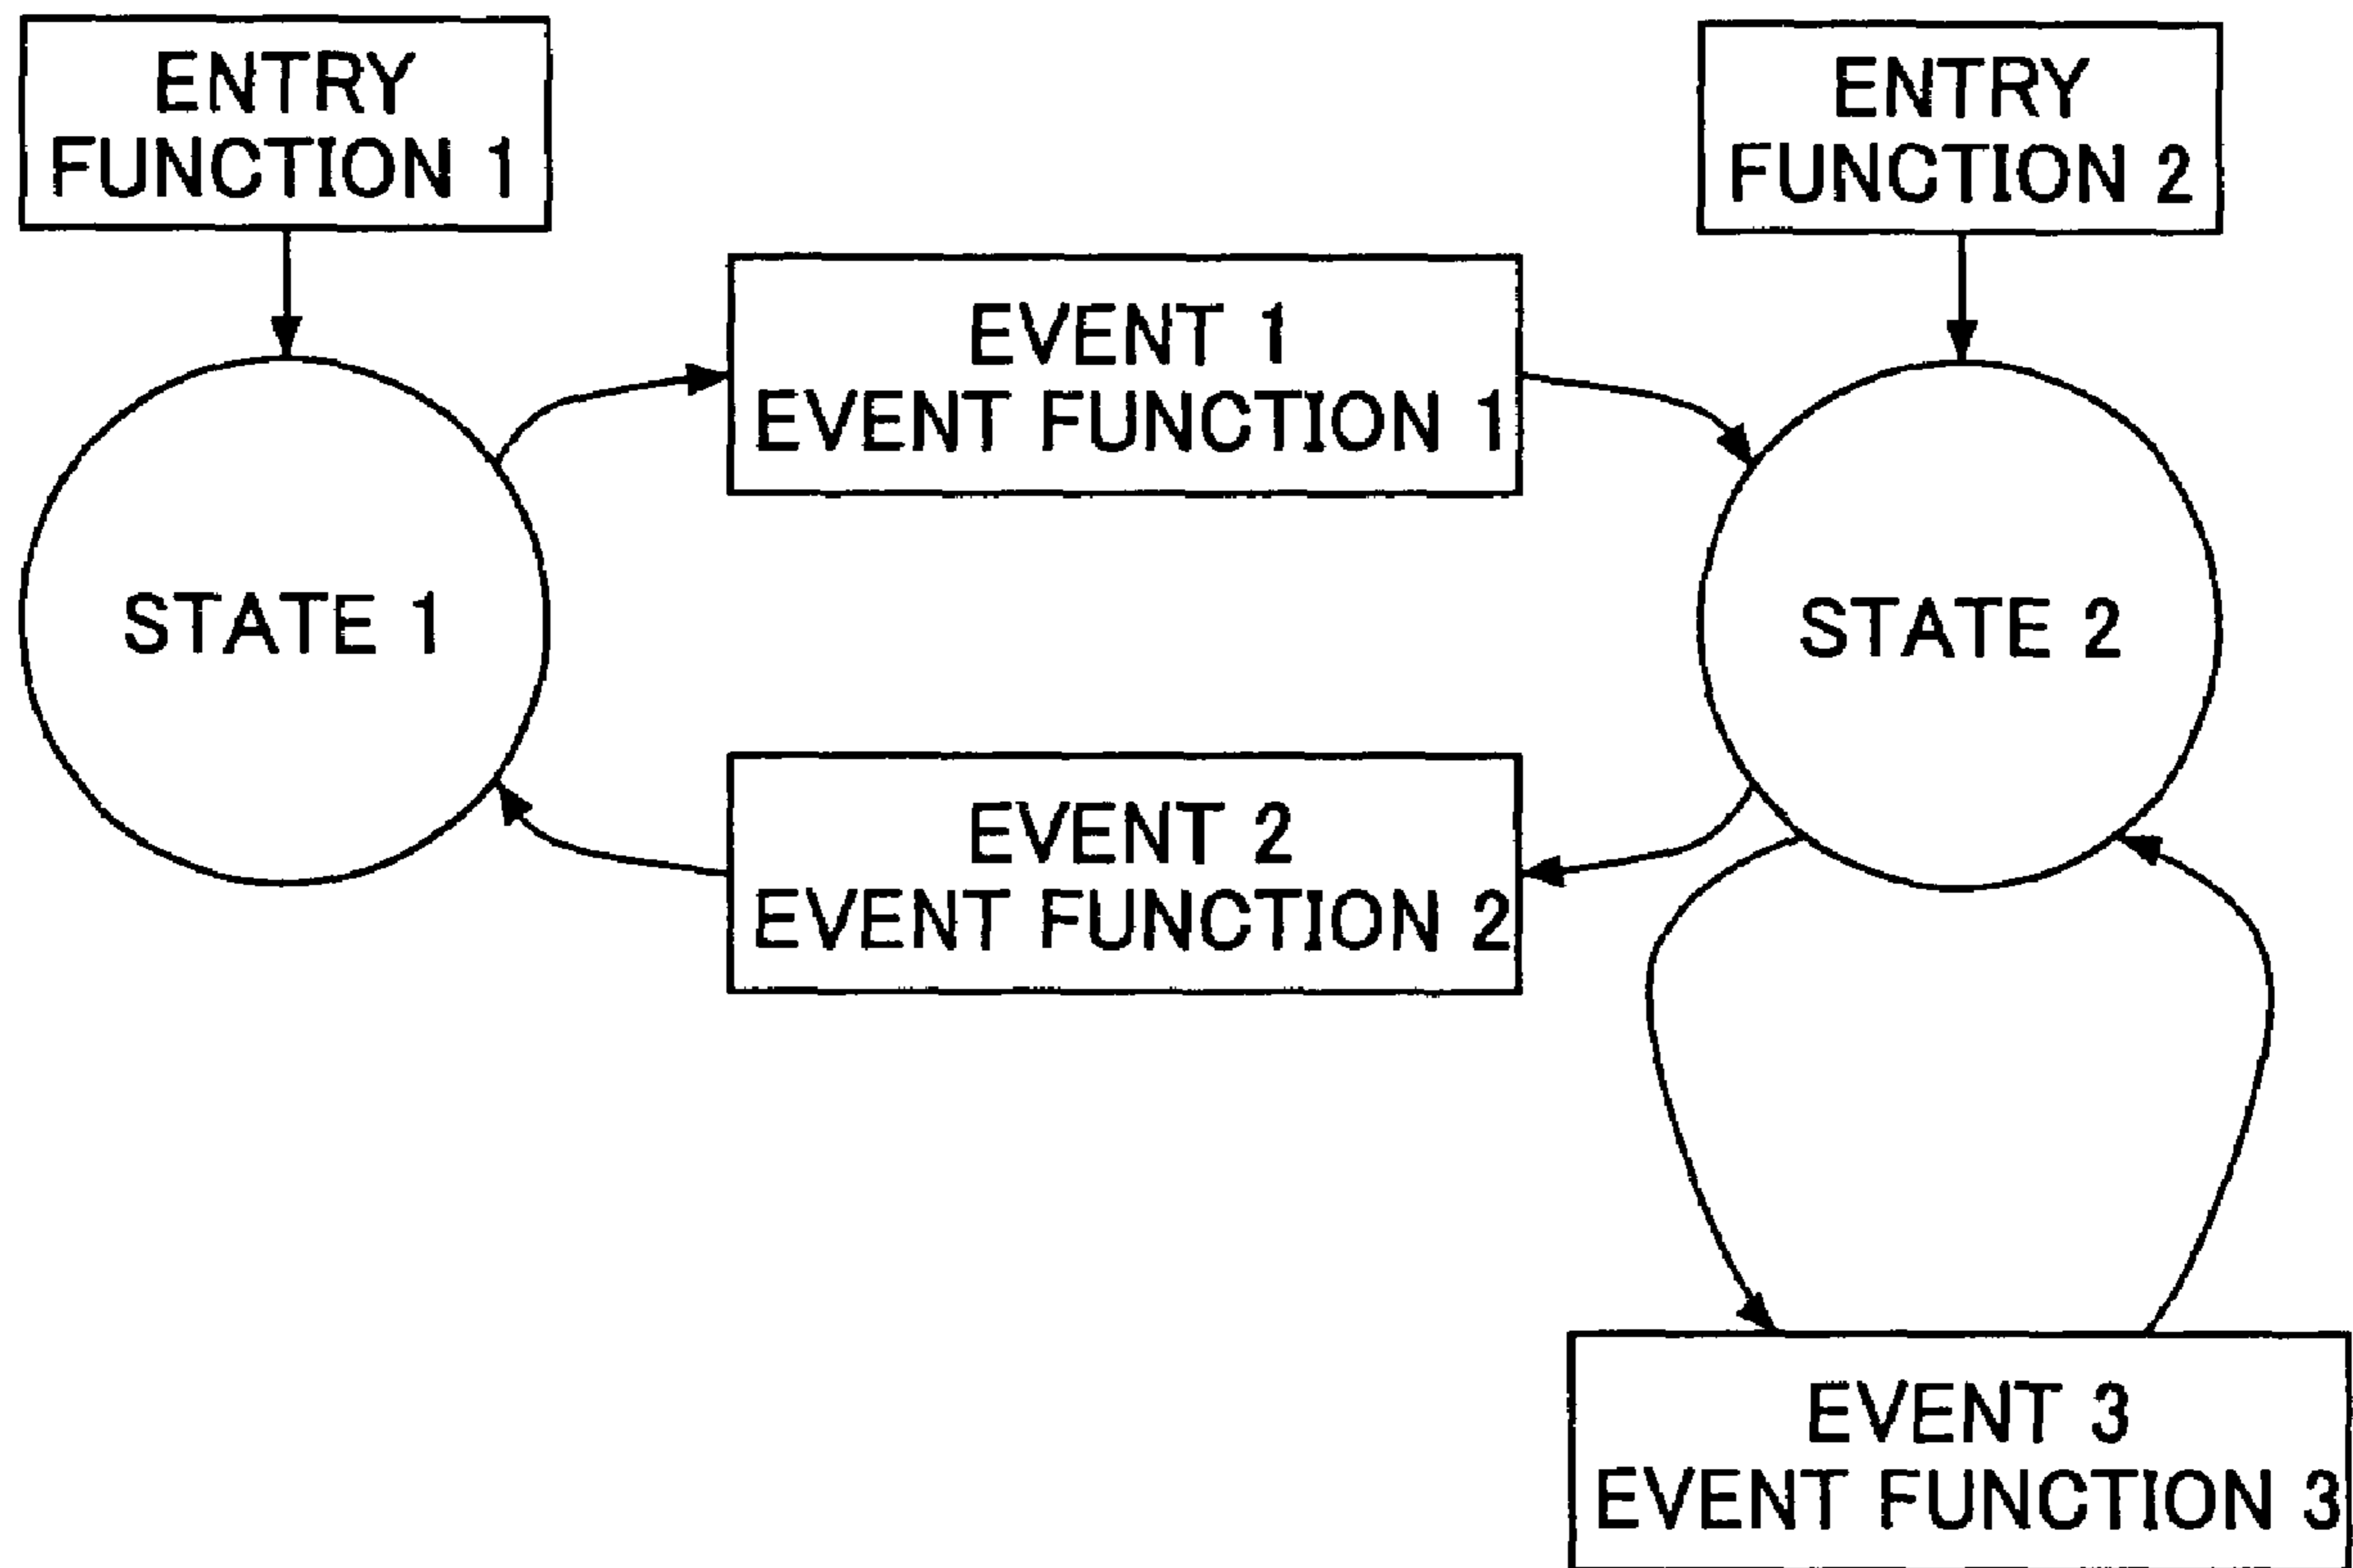 ENTRY
FUNCTION 1
ENTRY
FUNCTION 2
EVENT 1
EVENT FUNCTION 1
STATE 1
STATE 2
EVENT 2
EVENT FUNCTION 2
EVENT 3
EVENT FUNCTION 3